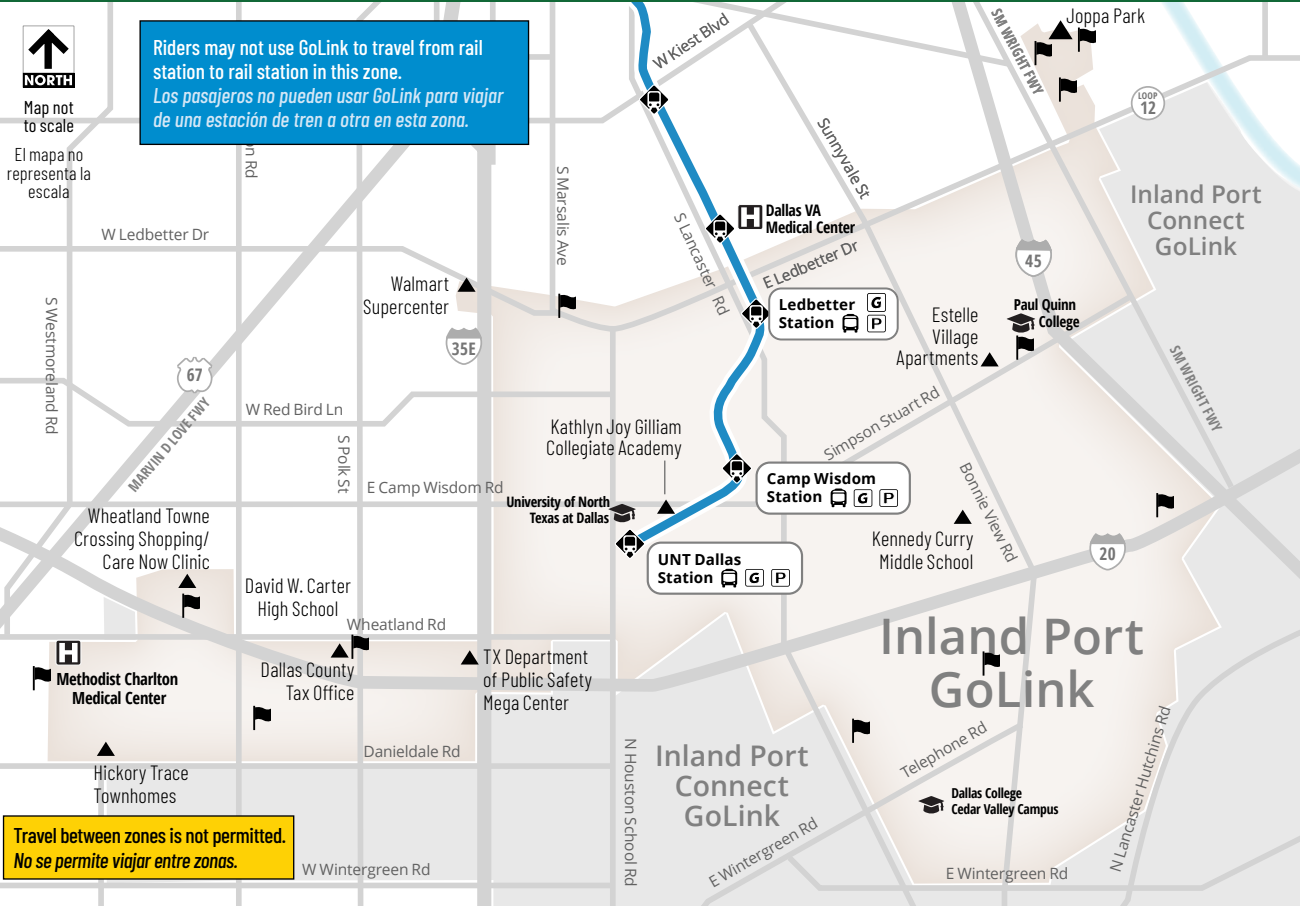 NORTH
Map not
to scale
El mapa no
representa la
escala
Riders may not use GoLink to travel from rail
station to rail station in this zone.
Los pasajeros no pueden usar GoLink para viajar
de una estación de tren a otra en esta zona.
W Kiest Blvd
SM WRIGHT FWY
Joppa Park
LOOP
12
on Rd
S Marsalis Ave
Sunnyvale St
Inland Port
Connect
GoLink
W Ledbetter Dr
S Lancaster Rd
Dallas VA
Medical Center
E Ledbetter Dr
45
Walmart
Supercenter
Ledbetter G
Station P
Estelle
Village
Apartments
Paul Quinn
College
S Westmoreland Rd
35E
67
MARVIN D LOVE FWY
W Red Bird Ln
SM WRIGHT FWY
Simpson Stuart Rd
Kathlyn Joy Gilliam
Collegiate Academy
S Polk St
E Camp Wisdom Rd
Camp Wisdom
Station G P
University of North
Texas at Dallas
Bonnie View Rd
Wheatland Towne
Crossing Shopping/
Care Now Clinic
Kennedy Curry
Middle School
20
UNT Dallas
Station G P
David W. Carter
High School
Wheatland Rd
Inland Port
GoLink
H
Methodist Charlton
Medical Center
Dallas County
Tax Office
TX Department
of Public Safety
Mega Center
Danieldale Rd
Hickory Trace
Townhomes
N Houston School Rd
Inland Port
Connect
GoLink
Telephone Rd
N Lancaster Hutchins Rd
Dallas College
Cedar Valley Campus
Travel between zones is not permitted.
No se permite viajar entre zonas.
W Wintergreen Rd
E Wintergreen Rd
E Wintergreen Rd